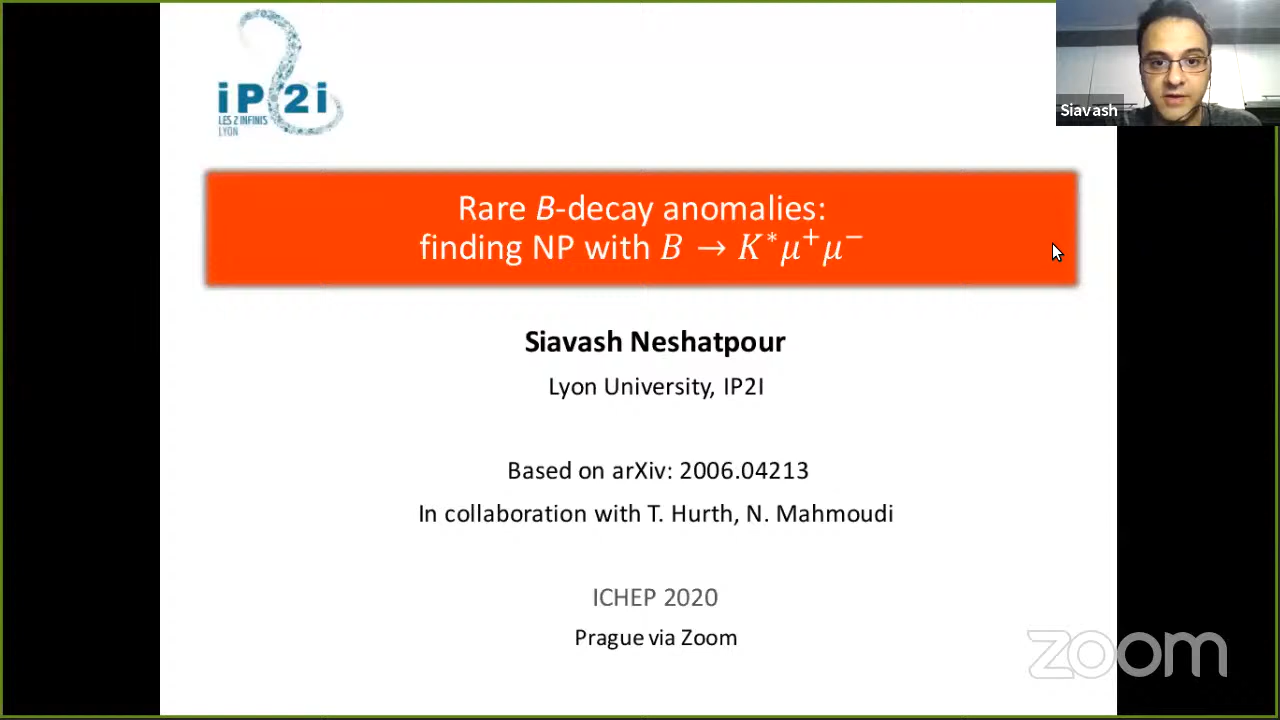 iP2i
LES 2 INFINIS
LYON
Siavash
Rare B-decay anomalies:
finding NP with B → K*μ⁺μ⁻
Siavash Neshatpour
Lyon University, IP2I
Based on arXiv: 2006.04213
In collaboration with T. Hurth, N. Mahmoudi
ICHEP 2020
Prague via Zoom
zoom